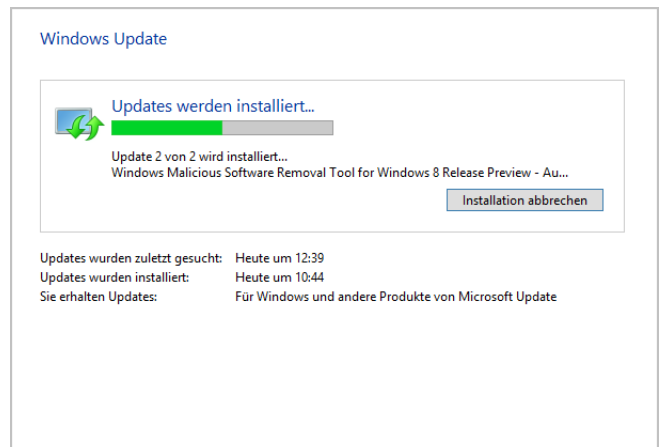 Windows Update
Updates werden installiert...
Update 2 von 2 wird installiert...
Windows Malicious Software Removal Tool for Windows 8 Release Preview - Au...
Installation abbrechen
Updates wurden zuletzt gesucht: Heute um 12:39
Updates wurden installiert: Heute um 10:44
Sie erhalten Updates: Für Windows und andere Produkte von Microsoft Update